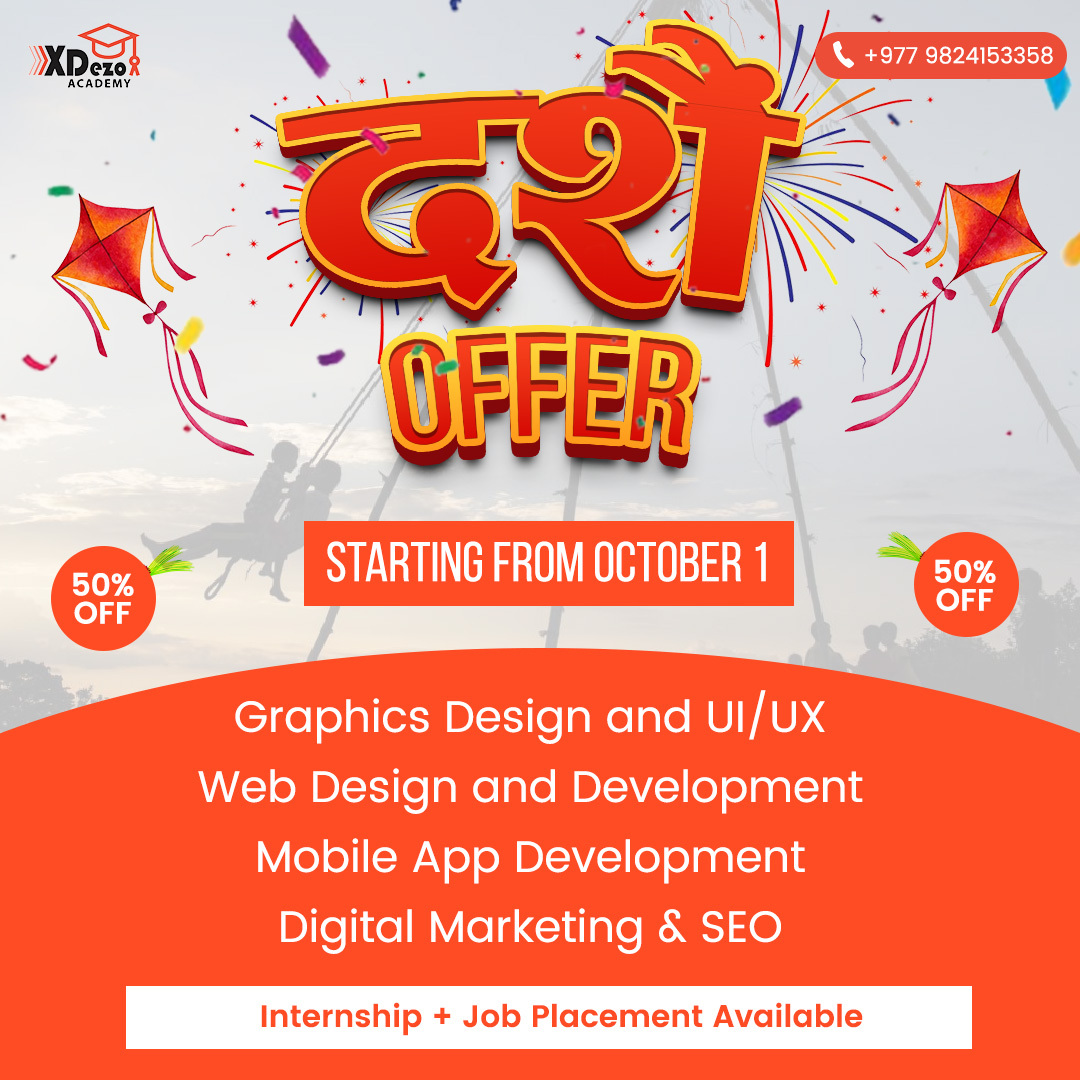 XDezo
ACADEMY
+977 9824153358
दशैं
OFFER
STARTING FROM OCTOBER 1
50%
OFF
50%
OFF
Graphics Design and UI/UX
Web Design and Development
Mobile App Development
Digital Marketing & SEO
Internship + Job Placement Available